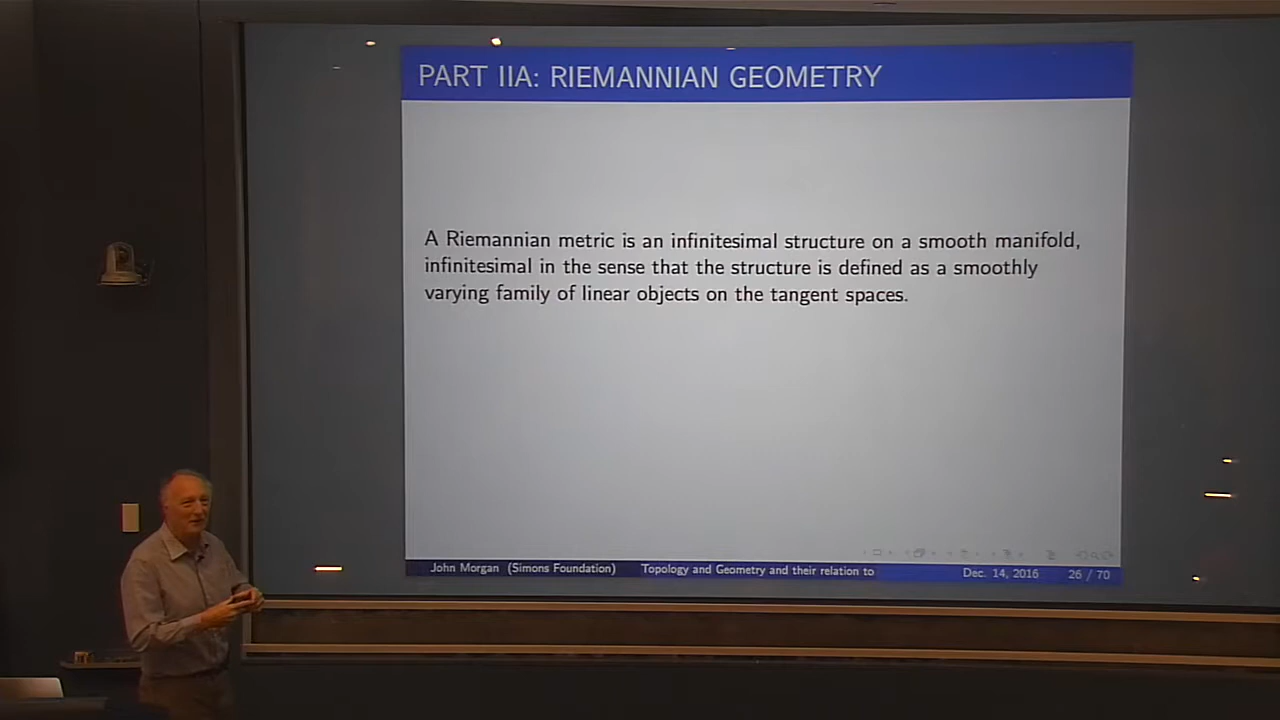 PART IIA: RIEMANNIAN GEOMETRY
A Riemannian metric is an infinitesimal structure on a smooth manifold,
infinitesimal in the sense that the structure is defined as a smoothly
varying family of linear objects on the tangent spaces.
John Morgan (Simons Foundation) Topology and Geometry and their relation to Dec. 14, 2016 26 / 70